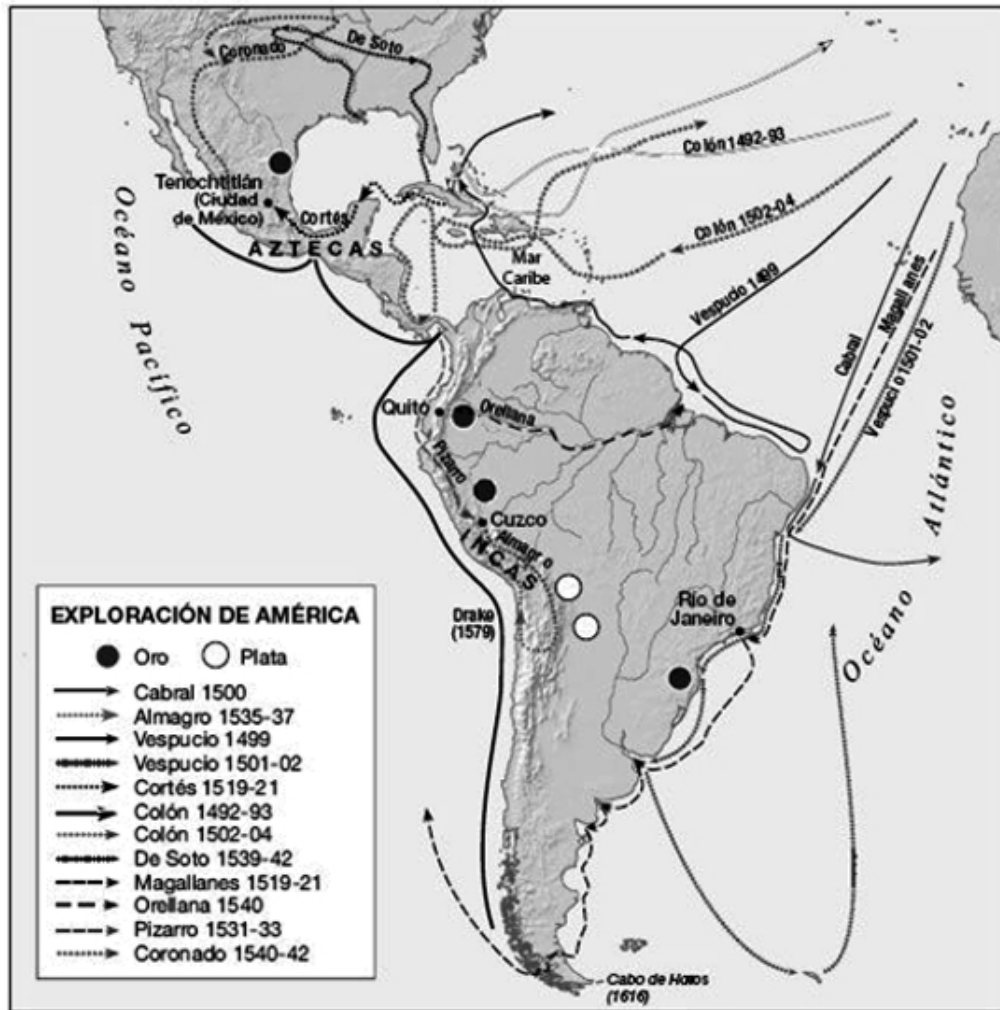 Coronado
De Soto
Colón 1492-93
Tenochtitlán
(Ciudad
de México)
Cortés
AZTECAS
Colón 1502-04
Mar
Caribe
Océano Pacífico
Vespucio 1499
Cabral
Magallanes
Vespucio 1501-02
Quito
Orellana
Pizarro
Cuzco
INCAS
Almagro
Océano Atlántico
Río de
Janeiro
Drake
(1579)
EXPLORACIÓN DE AMÉRICA
Oro Plata
Cabral 1500
Almagro 1535-37
Vespucio 1499
Vespucio 1501-02
Cortés 1519-21
Colón 1492-93
Colón 1502-04
De Soto 1539-42
Magallanes 1519-21
Orellana 1540
Pizarro 1531-33
Coronado 1540-42
Cabo de Hornos
(1616)